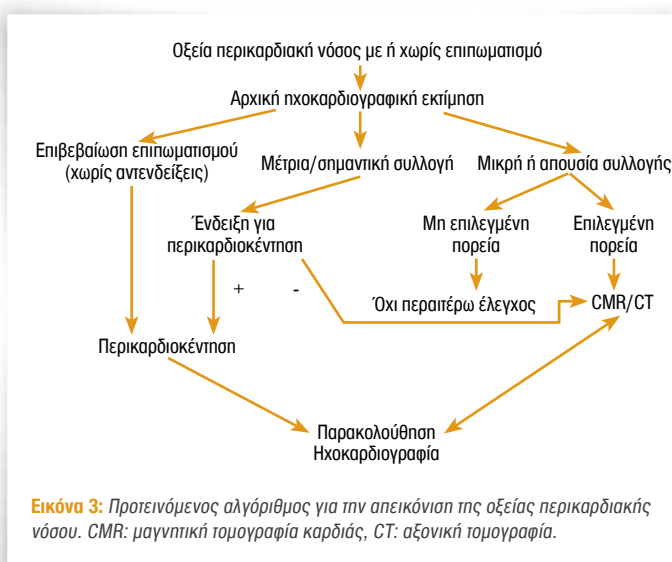 Οξεία περικαρδιακή νόσος με ή χωρίς επιπωματισμό
Αρχική ηχοκαρδιογραφική εκτίμηση
Επιβεβαίωση επιπωματισμού
(χωρίς αντενδείξεις)
Μέτρια/σημαντική συλλογή
Μικρή ή απουσία συλλογής
Ένδειξη για
περικαρδιοκέντηση
Μη επιλεγμένη
πορεία
Επιλεγμένη
πορεία
+
-
Όχι περαιτέρω έλεγχος
CMR/CT
Περικαρδιοκέντηση
Παρακολούθηση
Ηχοκαρδιογραφία
Εικόνα 3: Προτεινόμενος αλγόριθμος για την απεικόνιση της οξείας περικαρδιακής
νόσου. CMR: μαγνητική τομογραφία καρδιάς, CT: αξονική τομογραφία.